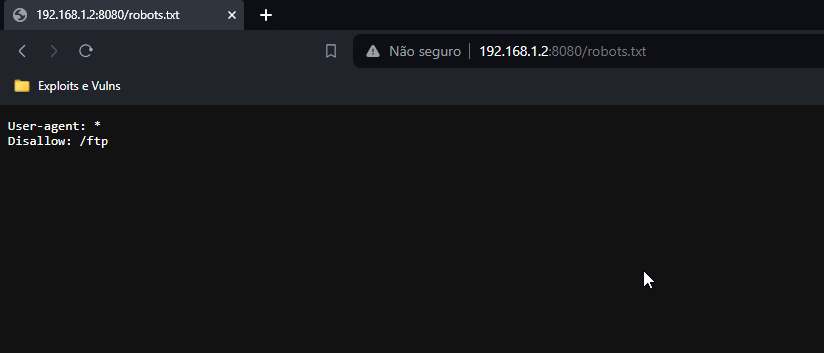 192.168.1.2:8080/robots.txt
Não seguro 192.168.1.2:8080/robots.txt
Exploits e Vulns
User-agent: *
Disallow: /ftp